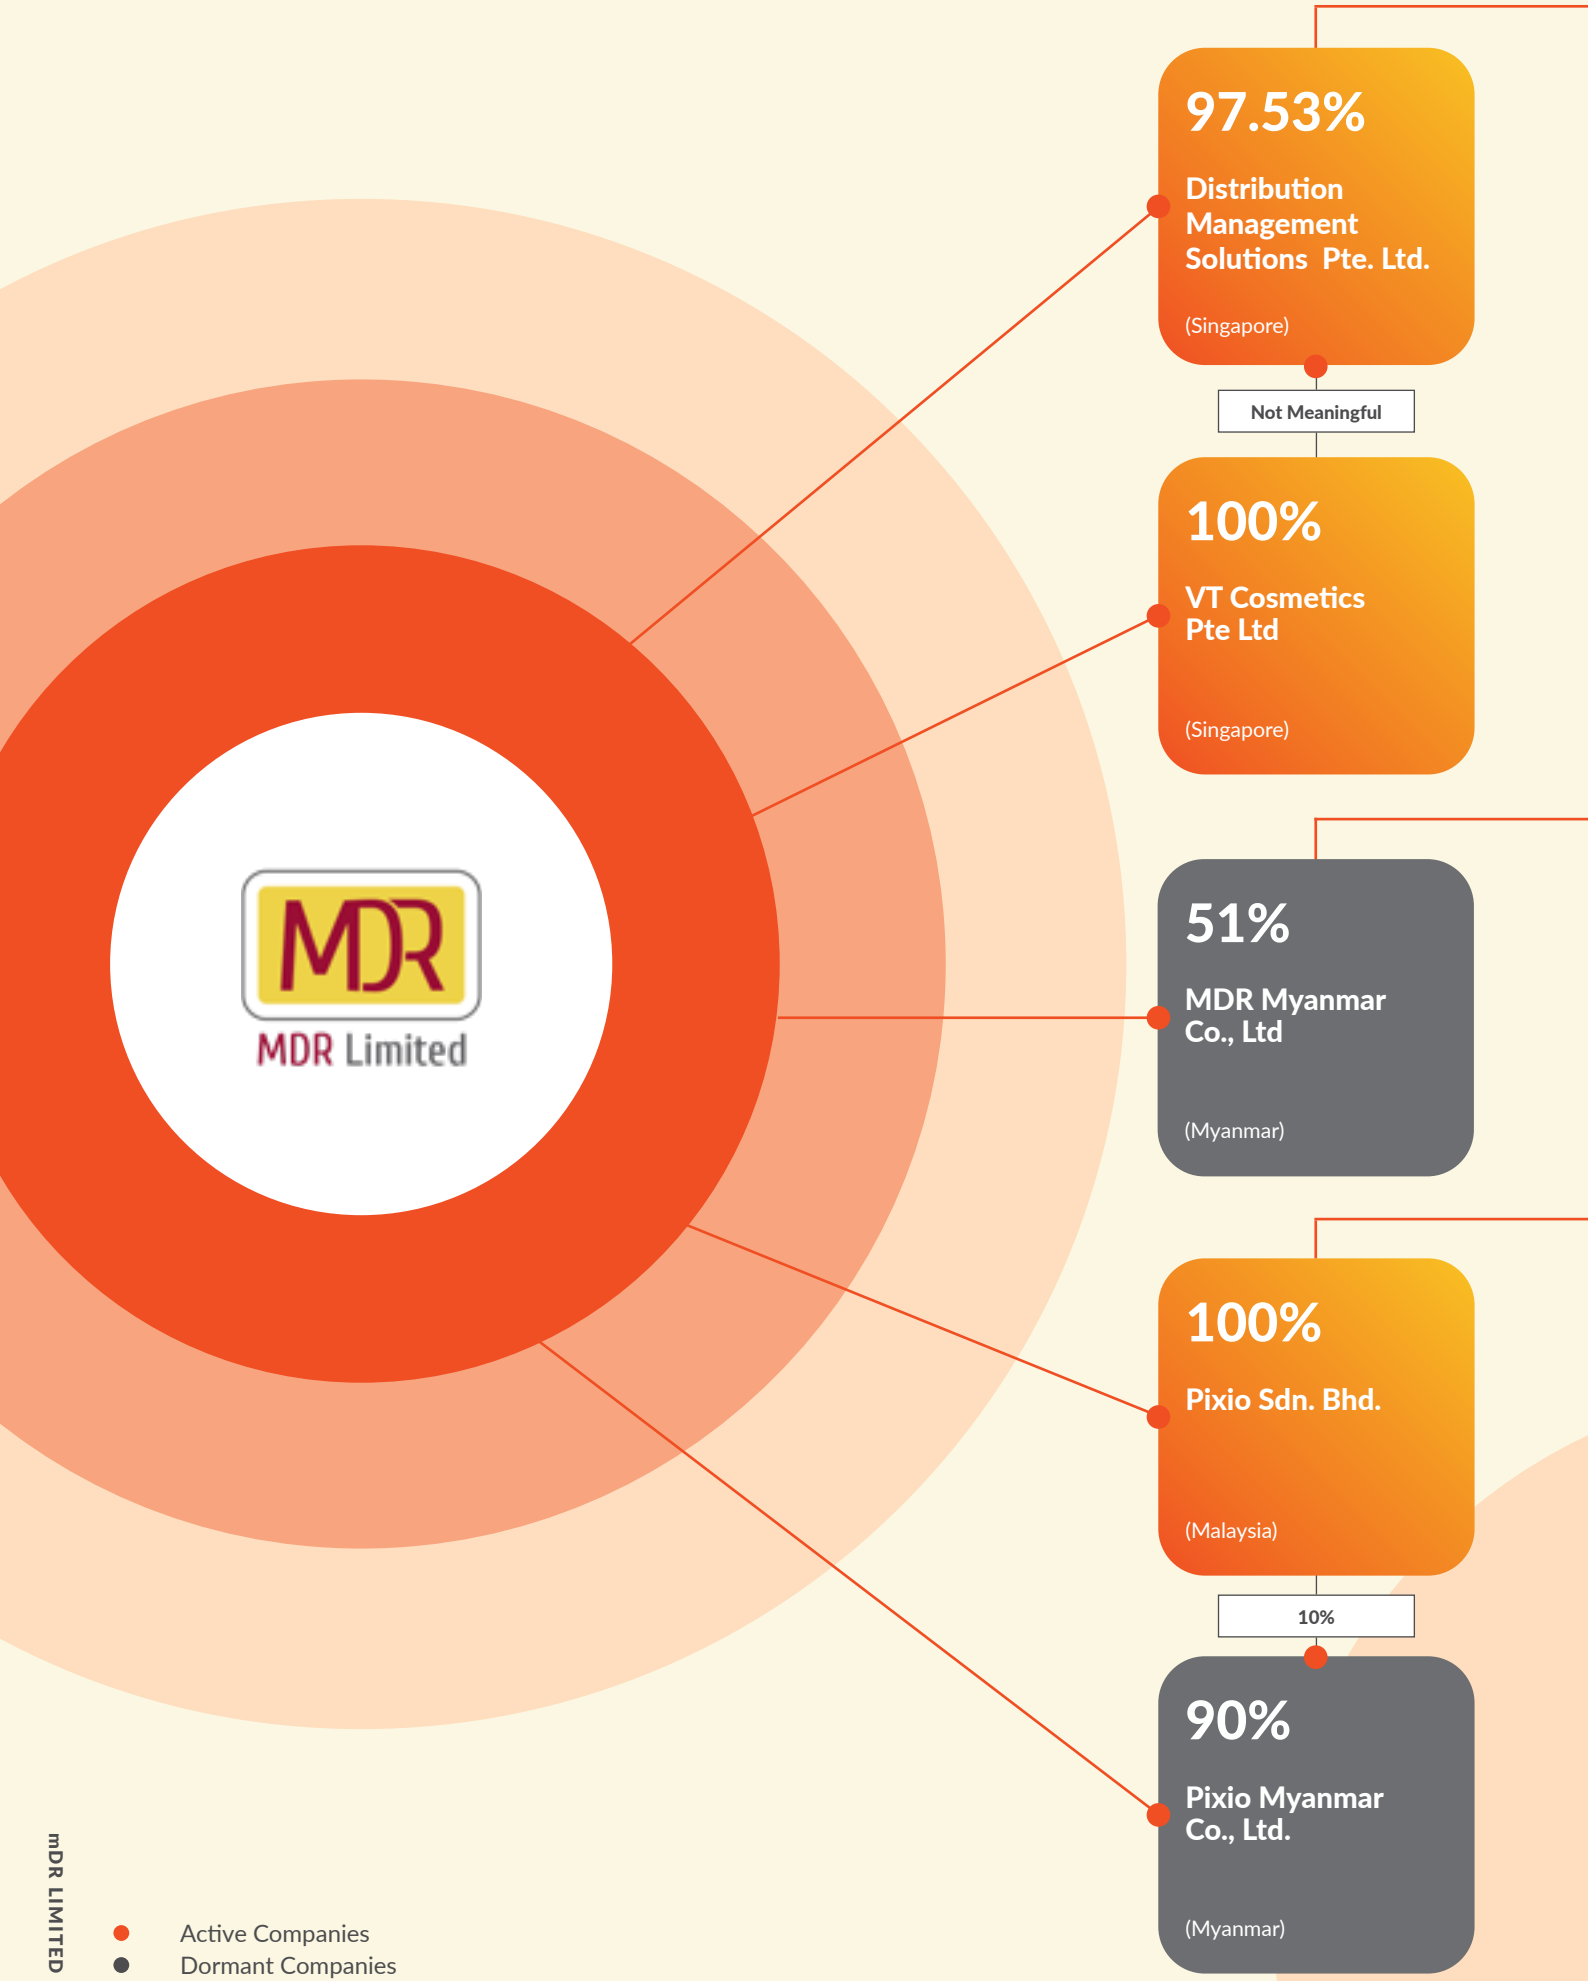 MDR
MDR Limited
97.53%
Distribution
Management
Solutions Pte. Ltd.
(Singapore)
Not Meaningful
100%
VT Cosmetics
Pte Ltd
(Singapore)
51%
MDR Myanmar
Co., Ltd
(Myanmar)
100%
Pixio Sdn. Bhd.
(Malaysia)
10%
90%
Pixio Myanmar
Co., Ltd.
(Myanmar)
mDR LIMITED
Active Companies
Dormant Companies